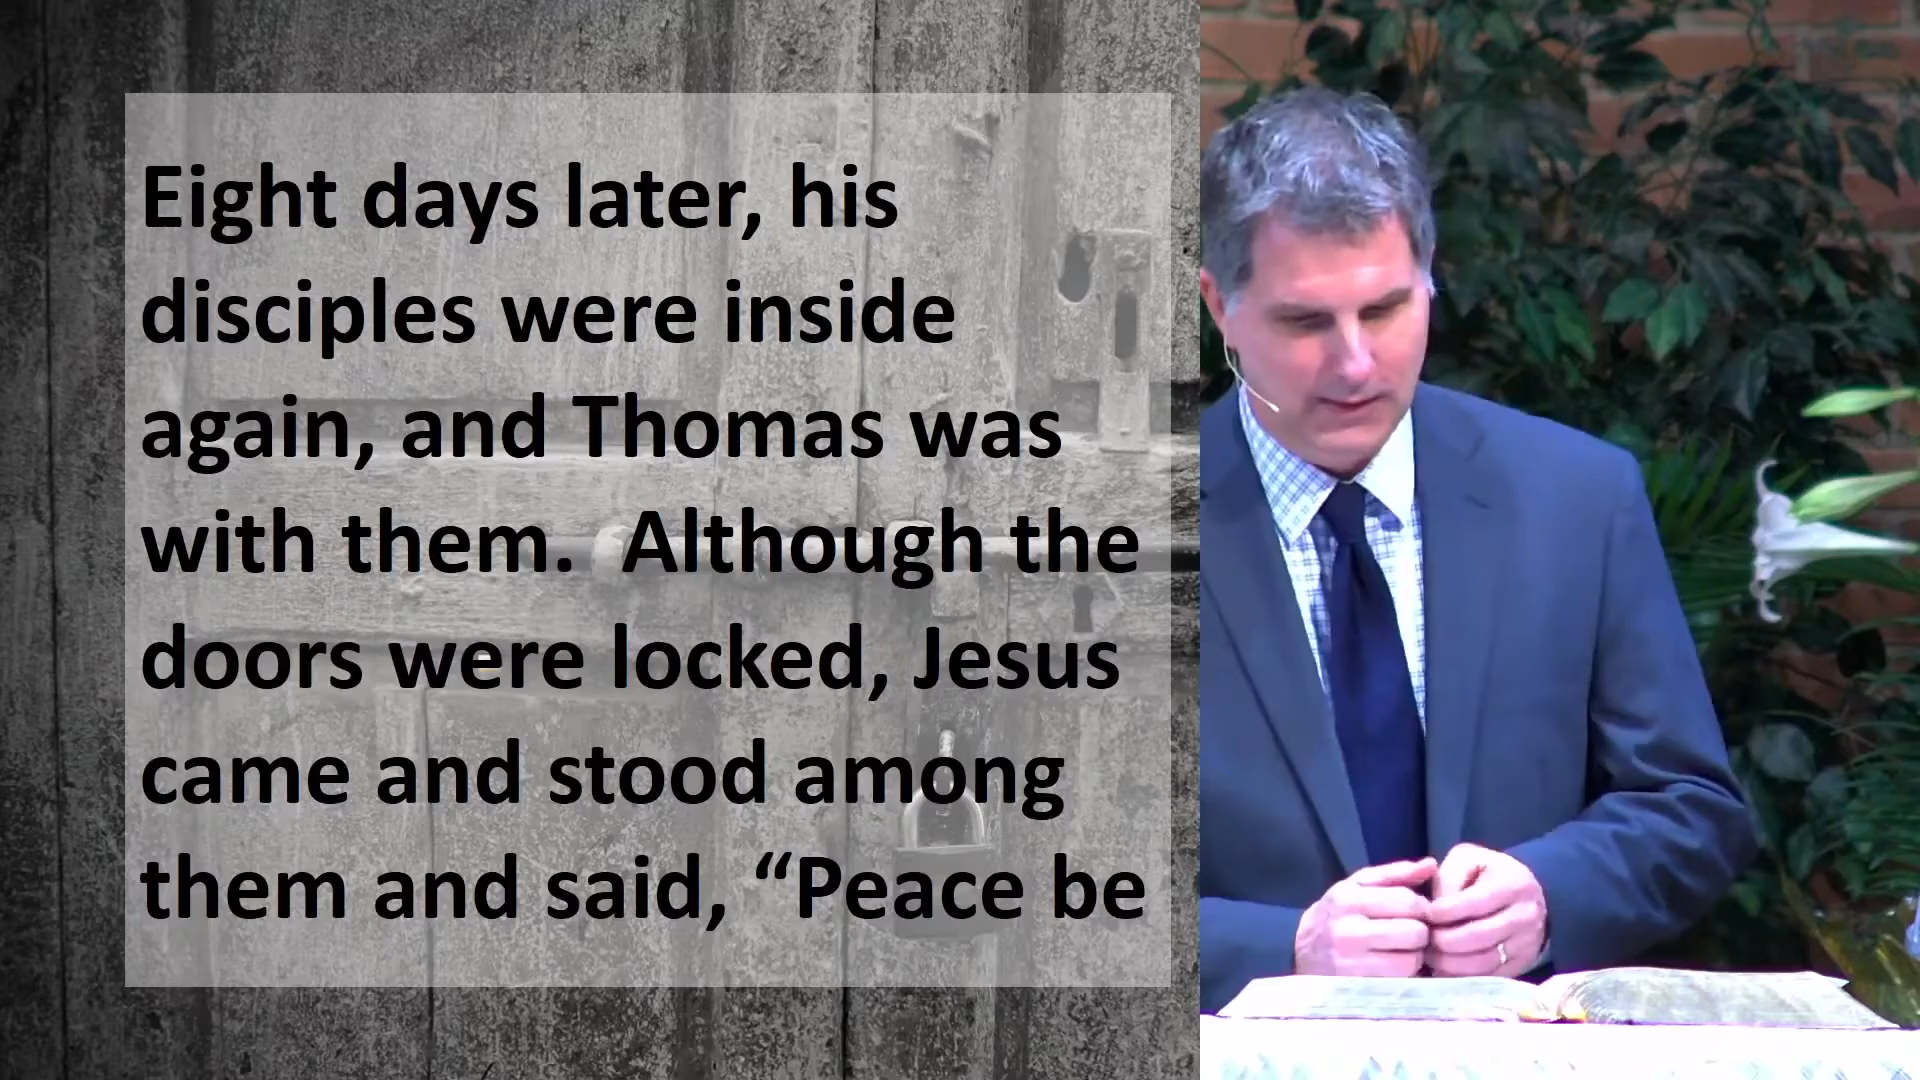 Eight days later, his
disciples were inside
again, and Thomas was
with them.  Although the
doors were locked, Jesus
came and stood among
them and said, “Peace be